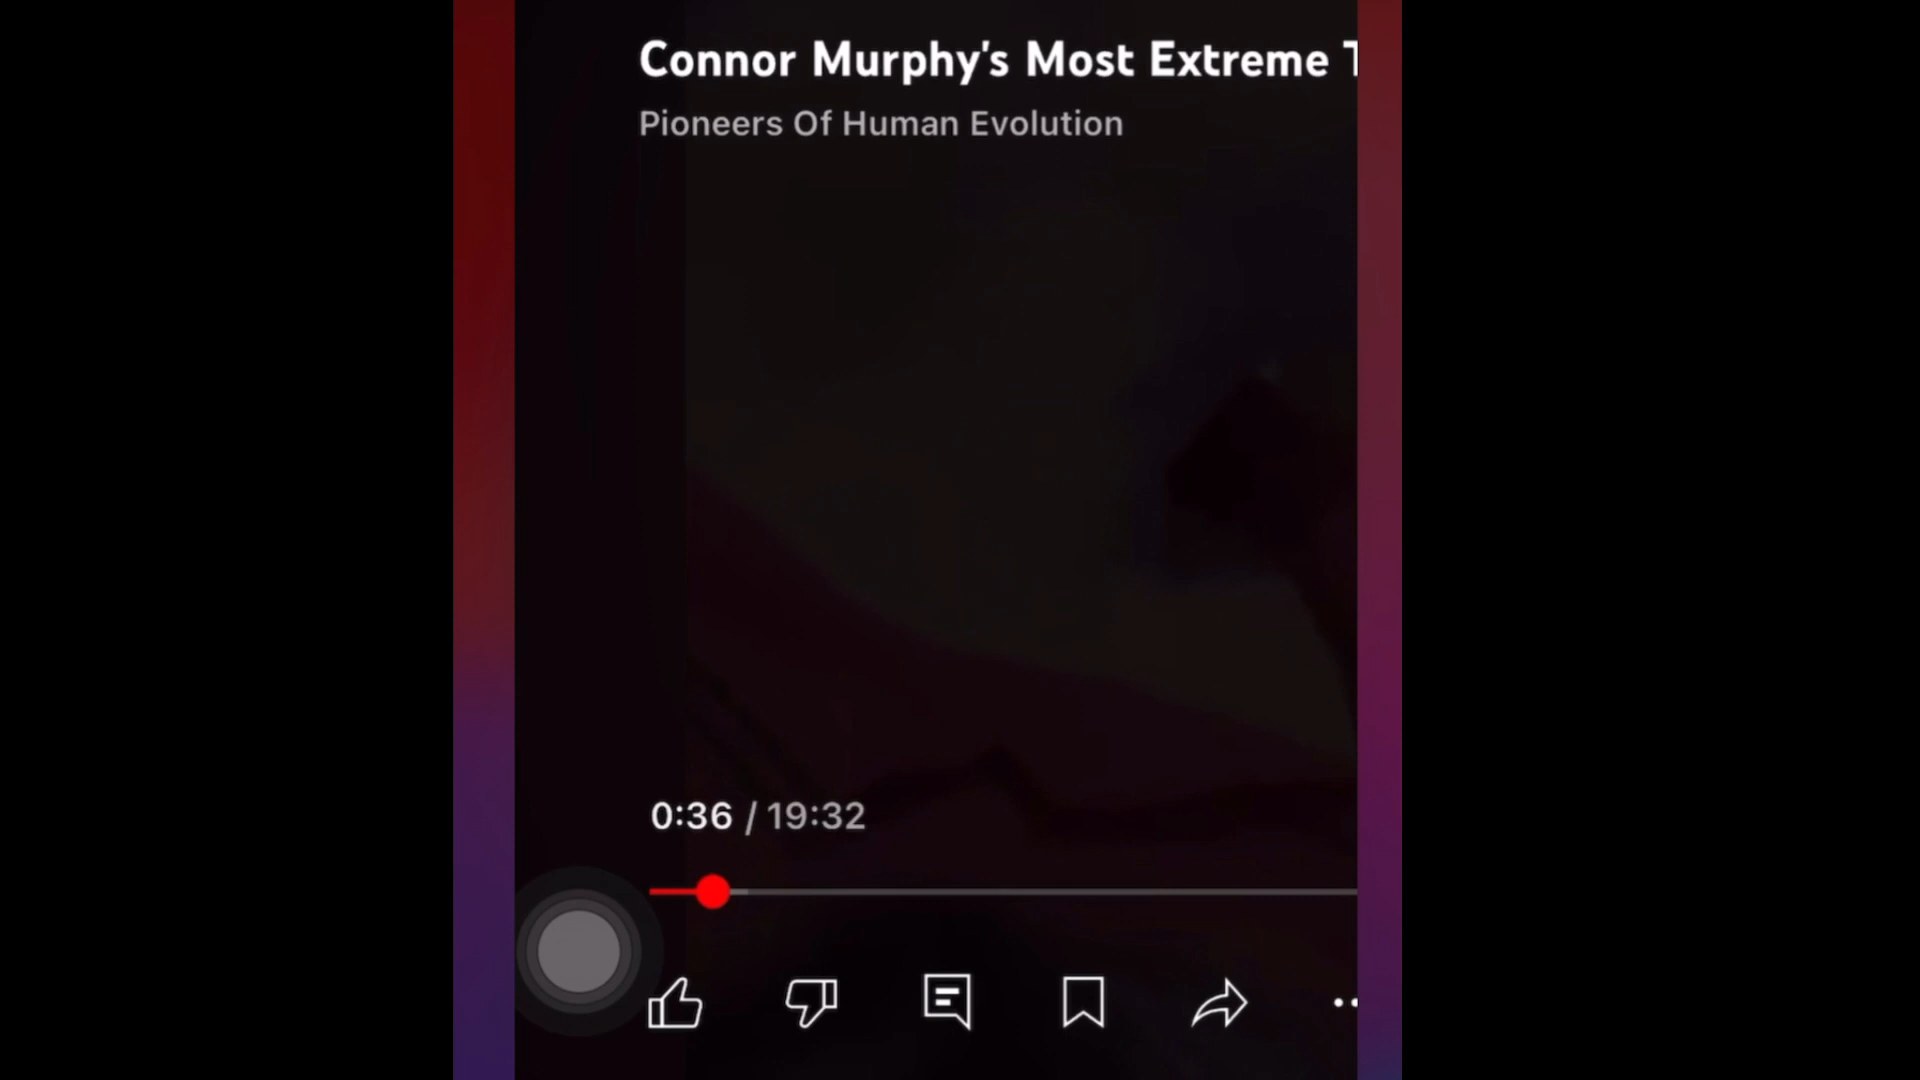 Connor Murphy's Most Extreme T
Pioneers Of Human Evolution
0:36 / 19:32